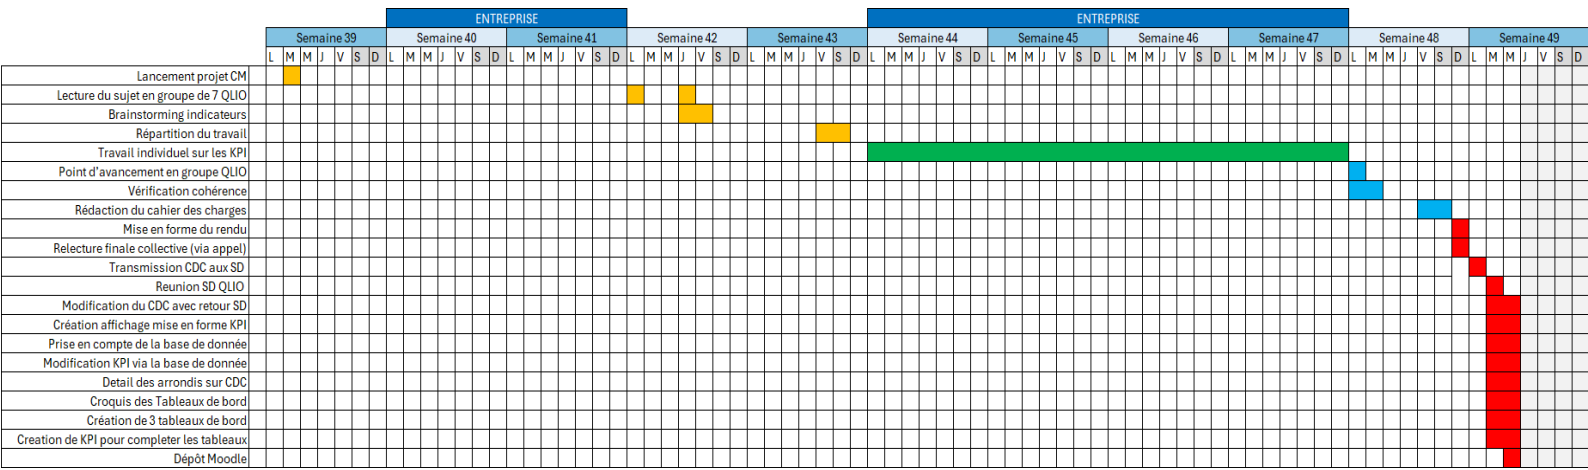 ENTREPRISE ENTREPRISE
Semaine 39 Semaine 40 Semaine 41 Semaine 42 Semaine 43 Semaine 44 Semaine 45 Semaine 46 Semaine 47 Semaine 48 Semaine 49
L M M J V S D L M M J V S D L M M J V S D L M M J V S D L M M J V S D L M M J V S D L M M J V S D L M M J V S D L M M J V S D L M M J V S D L M M J V S D
Lancement projet CM
Lecture du sujet en groupe de 7 QLIO
Brainstorming indicateurs
Répartition du travail
Travail individuel sur les KPI
Point d'avancement en groupe QLIO
Vérification cohérence
Rédaction du cahier des charges
Mise en forme du rendu
Relecture finale collective (via appel)
Transmission CDC aux SD
Reunion SD QLIO
Modification du CDC avec retour SD
Création affichage mise en forme KPI
Prise en compte de la base de donnée
Modification KPI via la base de donnée
Detail des arrondis sur CDC
Croquis des Tableaux de bord
Création de 3 tableaux de bord
Creation de KPI pour completer les tableaux
Dépôt Moodle